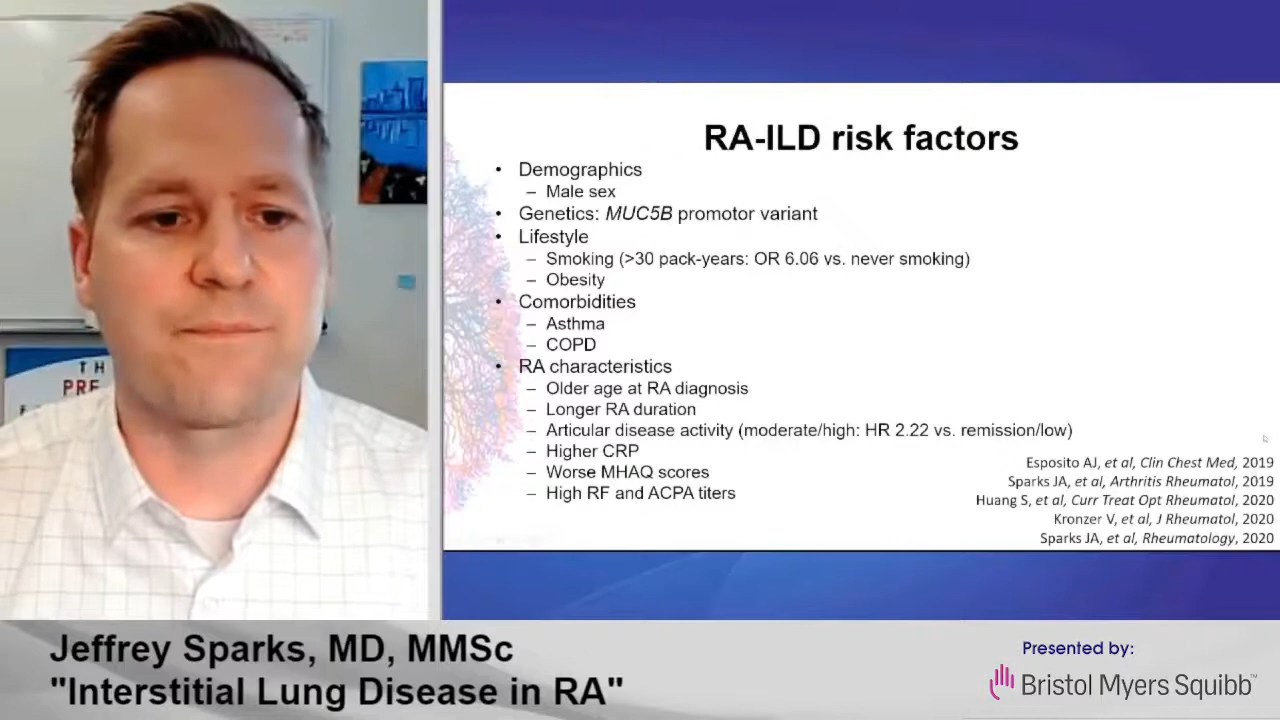 TH
PRE
RA-ILD risk factors
• Demographics
– Male sex
• Genetics: MUC5B promotor variant
• Lifestyle
– Smoking (>30 pack-years: OR 6.06 vs. never smoking)
– Obesity
• Comorbidities
– Asthma
– COPD
• RA characteristics
– Older age at RA diagnosis
– Longer RA duration
– Articular disease activity (moderate/high: HR 2.22 vs. remission/low)
– Higher CRP
– Worse MHAQ scores
– High RF and ACPA titers
Esposito AJ, et al, Clin Chest Med, 2019
Sparks JA, et al, Arthritis Rheumatol, 2019
Huang S, et al, Curr Treat Opt Rheumatol, 2020
Kronzer V, et al, J Rheumatol, 2020
Sparks JA, et al, Rheumatology, 2020
Jeffrey Sparks, MD, MMSc
"Interstitial Lung Disease in RA"
Presented by:
Bristol Myers Squibb™